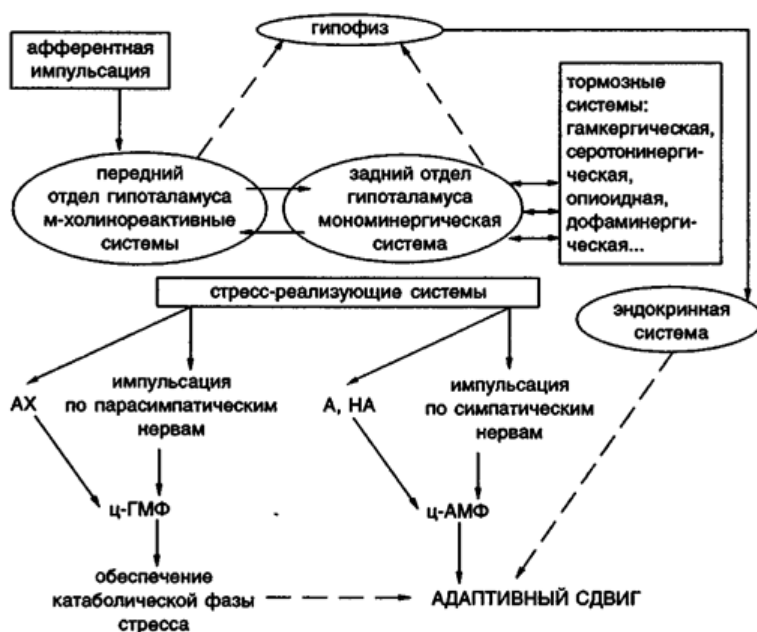 гипофиз
афферентная
импульсация
тормозные
системы:
гамкергическая,
серотонинерги-
ческая,
опиоидная,
дофаминерги-
ческая...
передний
отдел гипоталамуса
м-холинореактивные
системы
задний отдел
гипоталамуса
мономинергическая
система
стресс-реализующие системы
эндокринная
система
АХ
импульсация
по парасимпатическим
нервам
А, НА
импульсация
по симпатическим
нервам
ц-ГМФ
ц-АМФ
обеспечение
катаболической фазы
стресса
АДАПТИВНЫЙ СДВИГ